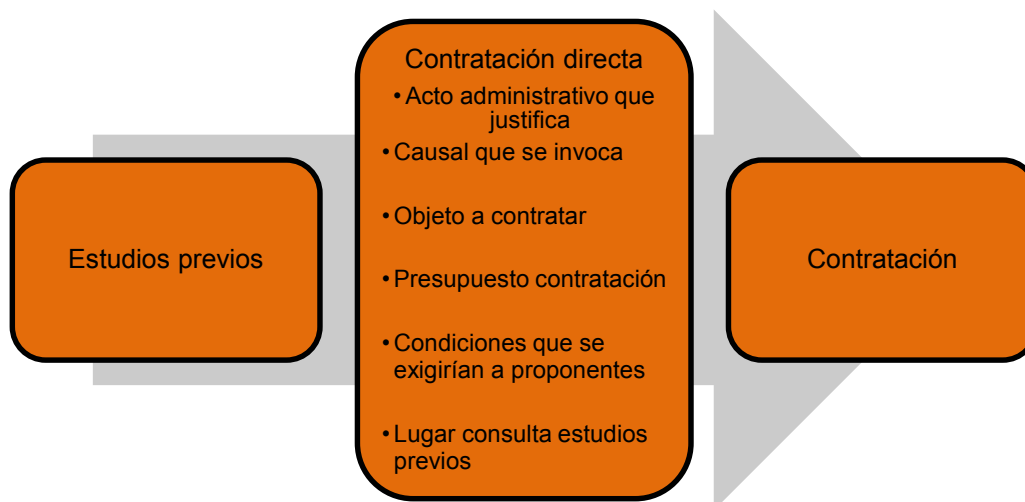 Estudios previos
Contratación directa
• Acto administrativo que
justifica
• Causal que se invoca
• Objeto a contratar
• Presupuesto contratación
• Condiciones que se
exigirían a proponentes
• Lugar consulta estudios
previos
Contratación